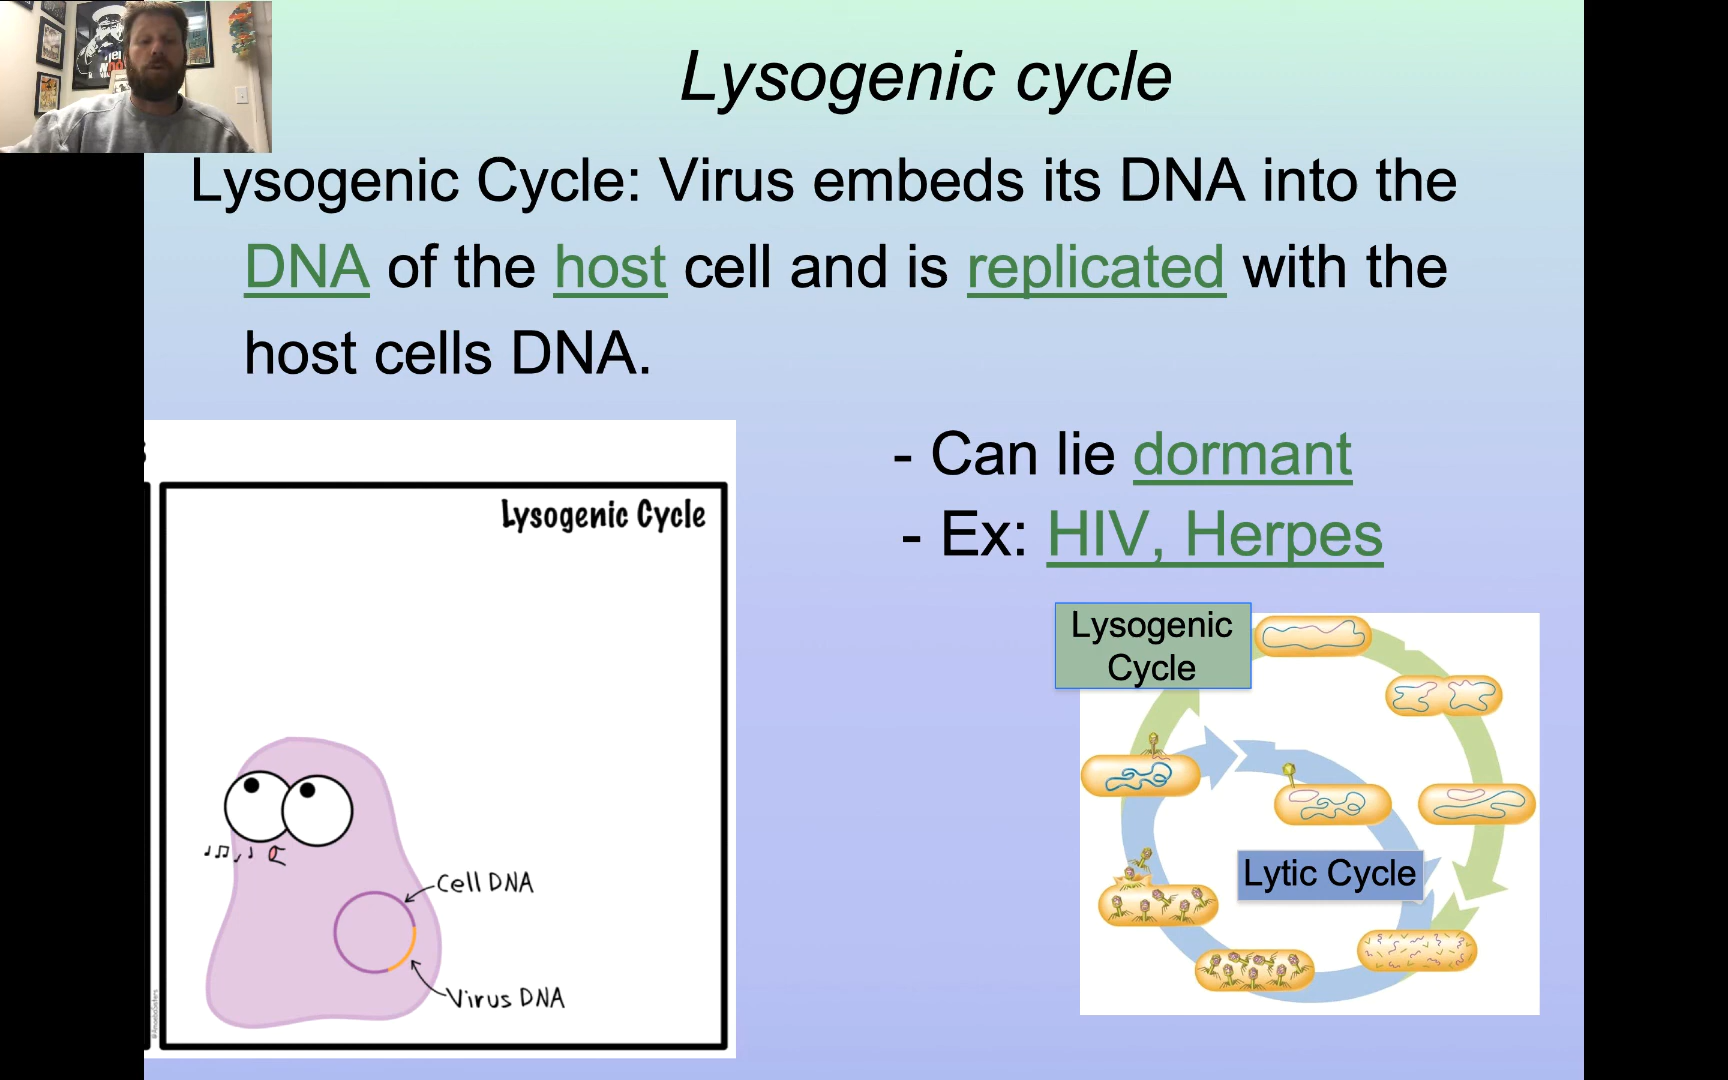 Lysogenic cycle
Lysogenic Cycle: Virus embeds its DNA into the
DNA of the host cell and is replicated with the
host cells DNA.
- Can lie dormant
- Ex: HIV, Herpes
Lysogenic Cycle
Cell DNA
Virus DNA
Lysogenic
Cycle
Lytic Cycle